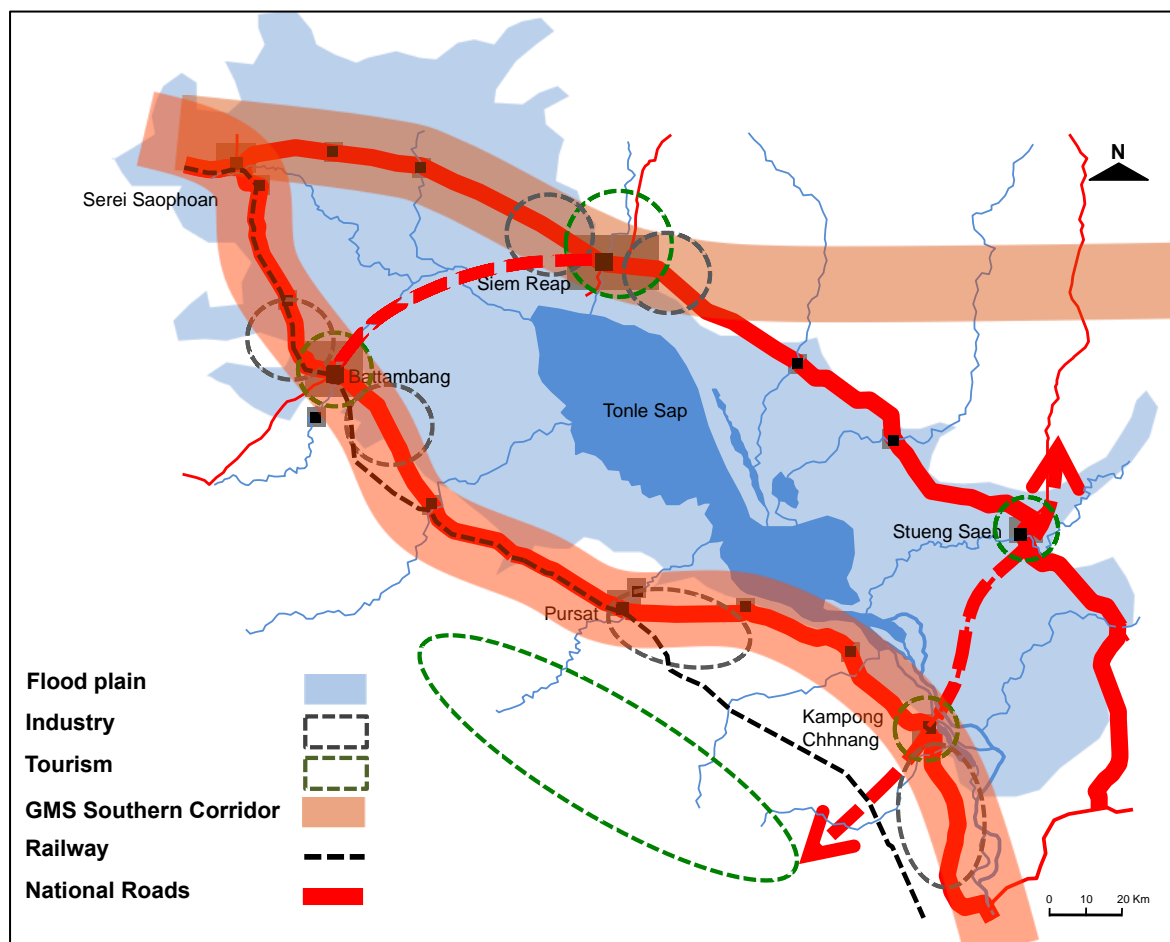 N
Serei Saophoan
Siem Reap
Battambang
Tonle Sap
Stueng Saen
Pursat
Kampong
Chhnang
Flood plain
Industry
Tourism
GMS Southern Corridor
Railway
National Roads
0 10 20 Km